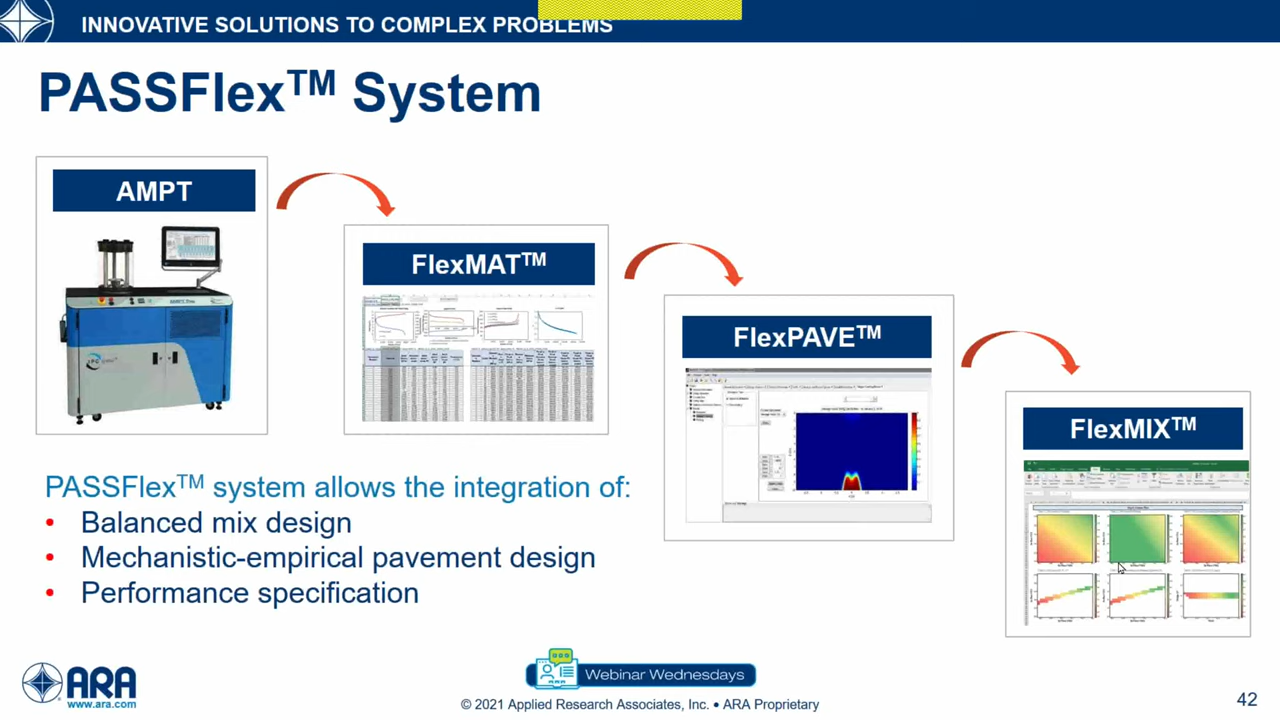 INNOVATIVE SOLUTIONS TO COMPLEX PROBLEMS
PASSFlex™ System
AMPT
FlexMAT™
FlexPAVE™
FlexMIX™
PASSFlex™ system allows the integration of:
• Balanced mix design
• Mechanistic-empirical pavement design
• Performance specification
ARA
www.ara.com
Webinar Wednesdays
© 2021 Applied Research Associates, Inc. • ARA Proprietary
42